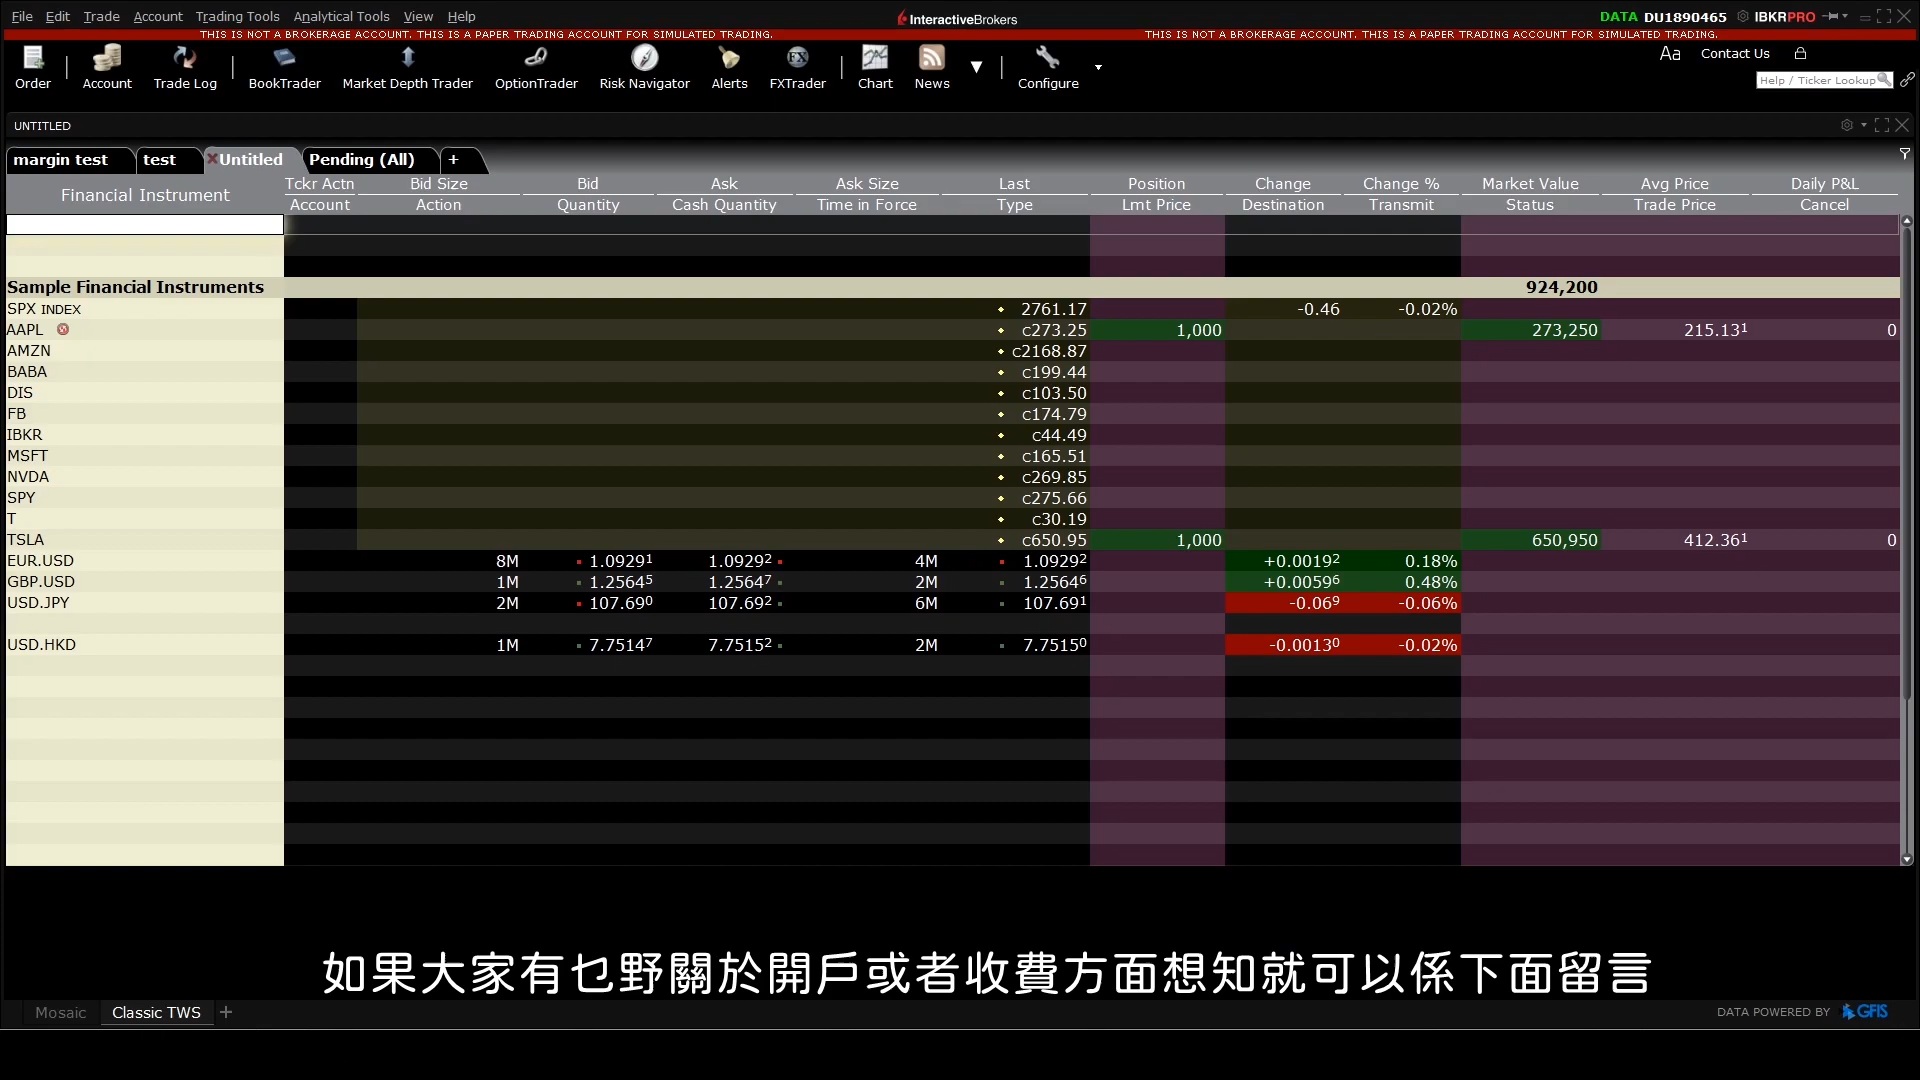 File Edit Trade Account Trading Tools Analytical Tools View Help
InteractiveBrokers
DATA DU1890465 IBKRPRO
THIS IS NOT A BROKERAGE ACCOUNT. THIS IS A PAPER TRADING ACCOUNT FOR SIMULATED TRADING. THIS IS NOT A BROKERAGE ACCOUNT. THIS IS A PAPER TRADING ACCOUNT FOR SIMULATED TRADING.
Aa Contact Us
Order Account Trade Log BookTrader Market Depth Trader OptionTrader Risk Navigator Alerts FXTrader Chart News Configure
FX
Help / Ticker Lookup
UNTITLED
margin test test Untitled Pending (All) +
Financial Instrument
Tckr Actn Bid Size Bid Ask Ask Size Last Position Change Change % Market Value Avg Price Daily P&L
Account Action Quantity Cash Quantity Time in Force Type Lmt Price Destination Transmit Status Trade Price Cancel
Sample Financial Instruments 924,200
SPX INDEX 2761.17 -0.46 -0.02%
AAPL c273.25 1,000 273,250 215.13¹ 0
AMZN c2168.87
BABA c199.44
DIS c103.50
FB c174.79
IBKR c44.49
MSFT c165.51
NVDA c269.85
SPY c275.66
T c30.19
TSLA c650.95 1,000 650,950 412.36¹ 0
EUR.USD 8M 1.0929¹ 1.0929² 4M 1.0929² +0.0019² 0.18%
GBP.USD 1M 1.2564⁵ 1.2564⁷ 2M 1.2564⁶ +0.0059⁶ 0.48%
USD.JPY 2M 107.69⁰ 107.69² 6M 107.69¹ -0.06⁹ -0.06%
USD.HKD 1M 7.7514⁷ 7.7515² 2M 7.7515⁰ -0.0013⁰ -0.02%
如果大家有乜野關於開戶或者收費方面想知就可以係下面留言
Mosaic Classic TWS +
DATA POWERED BY GFIS